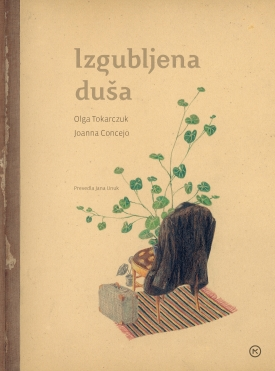 Izgubljena
duša
Olga Tokarczuk
Joanna Concejo
Prevedla Jana Unuk